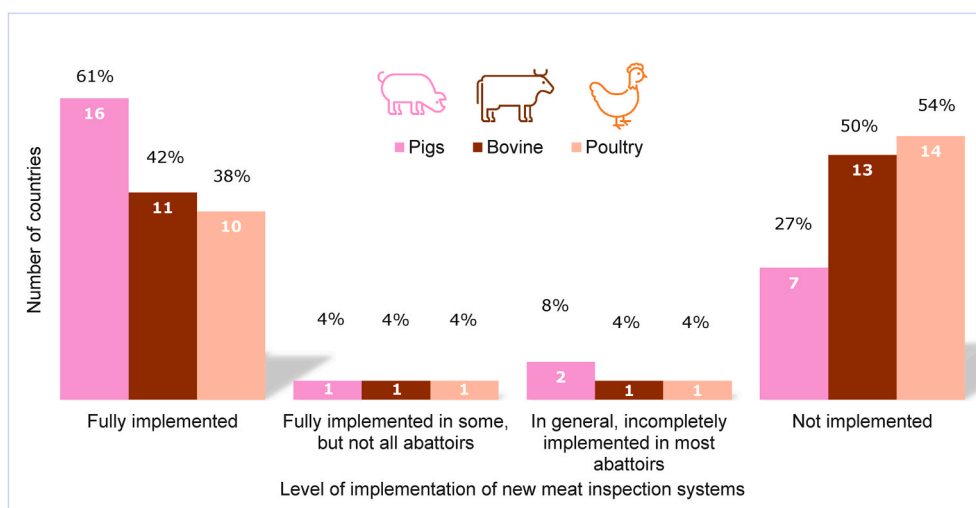 Pigs Bovine Poultry
Number of countries
61%
16
42%
11
38%
10
4% 4% 4%
1 1 1
8% 4% 4%
2 1 1
27%
7
50%
13
54%
14
Fully implemented
Fully implemented in some,
but not all abattoirs
In general, incompletely
implemented in most
abattoirs
Not implemented
Level of implementation of new meat inspection systems